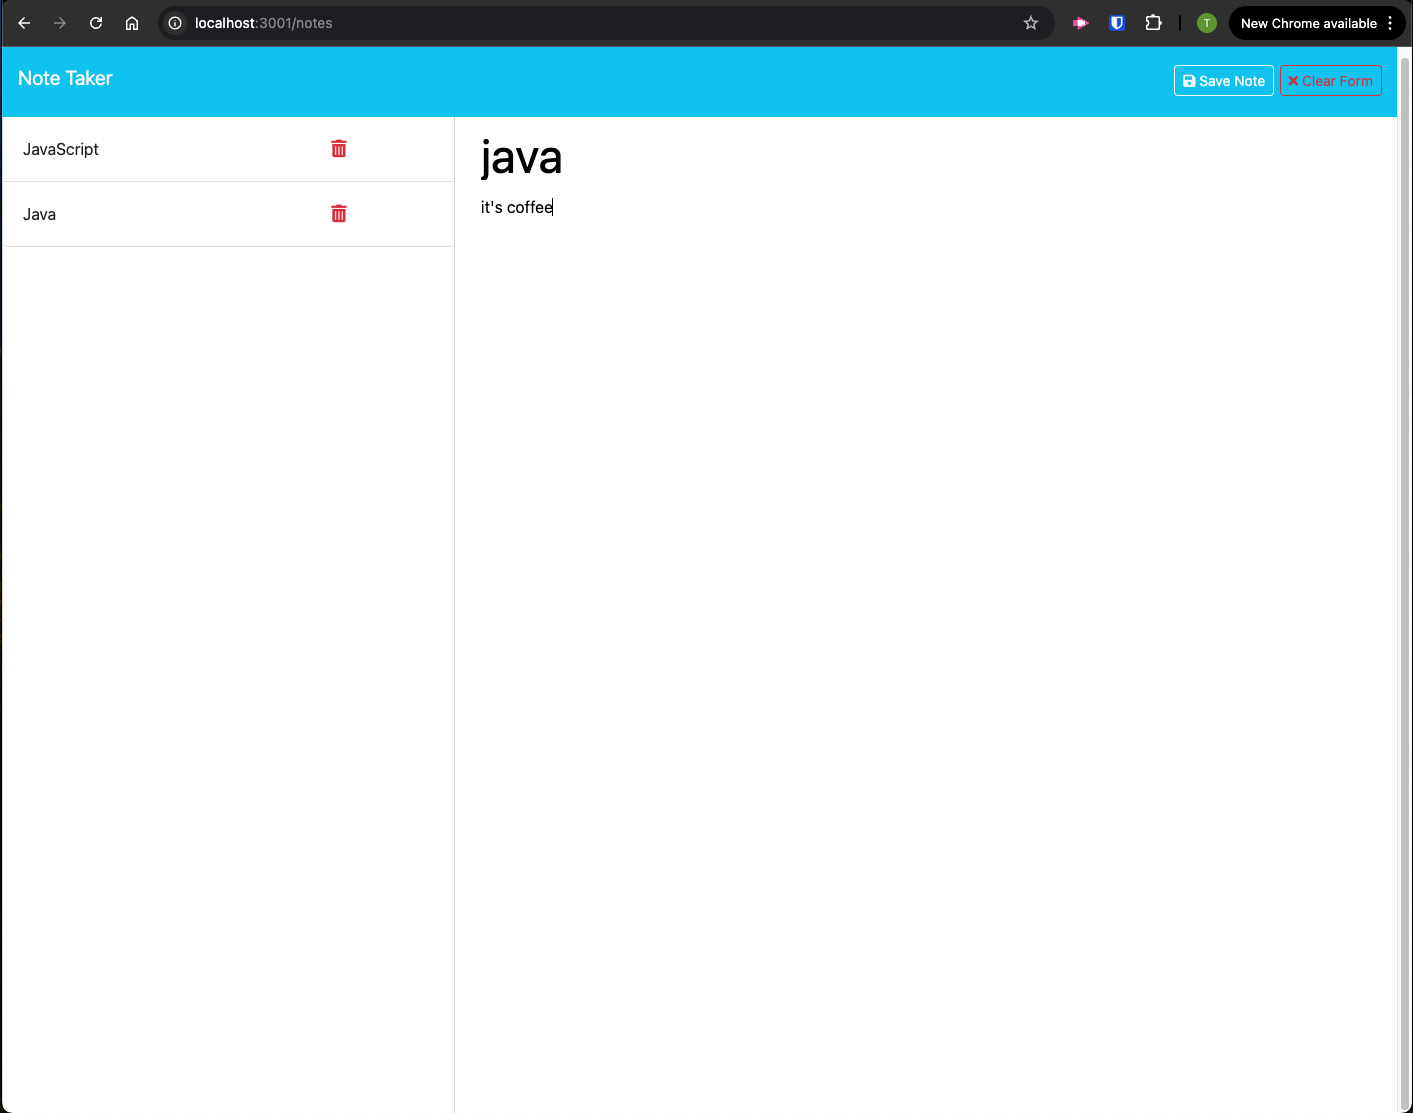 localhost:3001/notes
T
New Chrome available
Note Taker
Save Note
Clear Form
JavaScript
Java
java
it's coffee